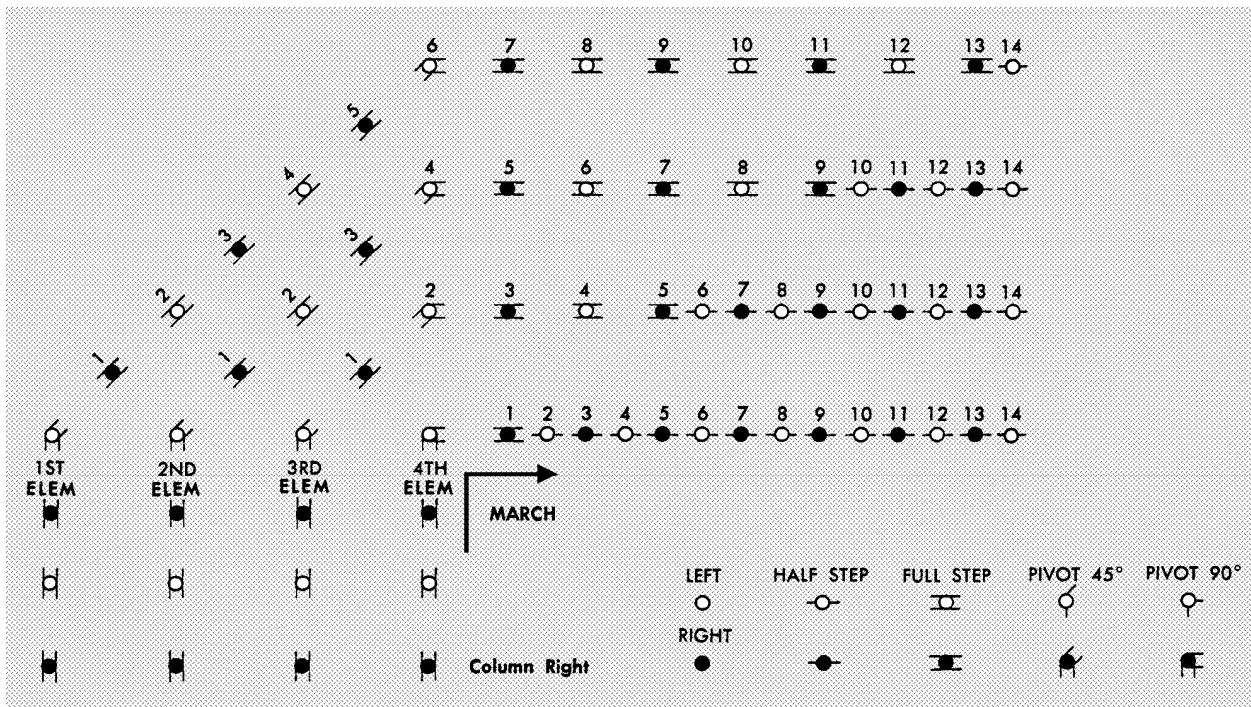 6 7 8 9 10 11 12 13 14
5
4 4 5 6 7 8 9 10 11 12 13 14
3 3
2 2 2 3 4 5 6 7 8 9 10 11 12 13 14
1 1 1
1 2 3 4 5 6 7 8 9 10 11 12 13 14
1ST ELEM
2ND ELEM
3RD ELEM
4TH ELEM
MARCH
LEFT HALF STEP FULL STEP PIVOT 45° PIVOT 90°
RIGHT
Column Right